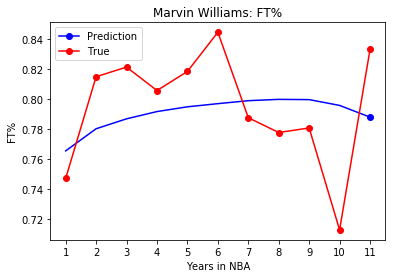 Marvin Williams: FT%
Prediction
True
0.84
0.82
0.80
0.78
0.76
0.74
0.72
FT%
1 2 3 4 5 6 7 8 9 10 11
Years in NBA